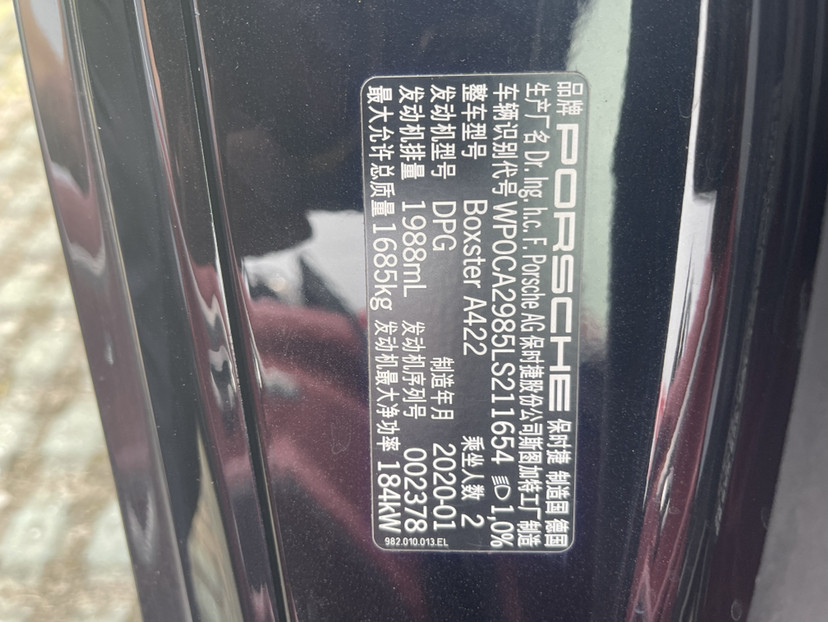 品牌 PORSCHE 保时捷 制造国 德国
生产厂名 Dr. Ing. h.c. F. Porsche AG 保时捷股份公司斯图加特工厂制造
车辆识别代号 WP0CA2985LS211654 1,0%
整车型号 Boxster A422 乘坐人数 2
发动机型号 DPG 制造年月 2020-01
发动机排量 1988mL 发动机序列号 002378
最大允许总质量 1685kg 发动机最大净功率 184kW
982.010.013.EL